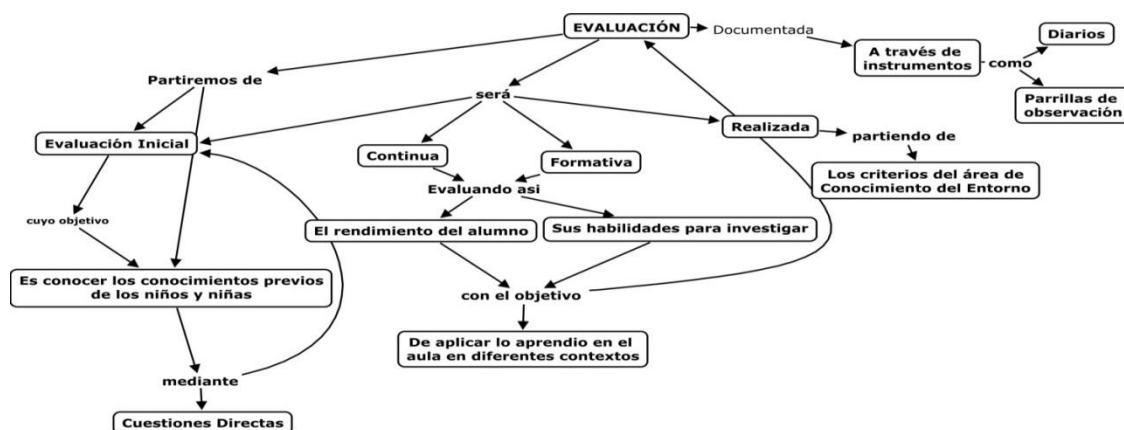 EVALUACIÓN
Documentada
A través de
instrumentos
como
Diarios
Parrillas de
observación
Partiremos de
será
Evaluación Inicial
Continua
Formativa
Realizada
partiendo de
Los criterios del área de
Conocimiento del Entorno
Evaluando asi
cuyo objetivo
El rendimiento del alumno
Sus habilidades para investigar
Es conocer los conocimientos previos
de los niños y niñas
con el objetivo
De aplicar lo aprendio en el
aula en diferentes contextos
mediante
Cuestiones Directas